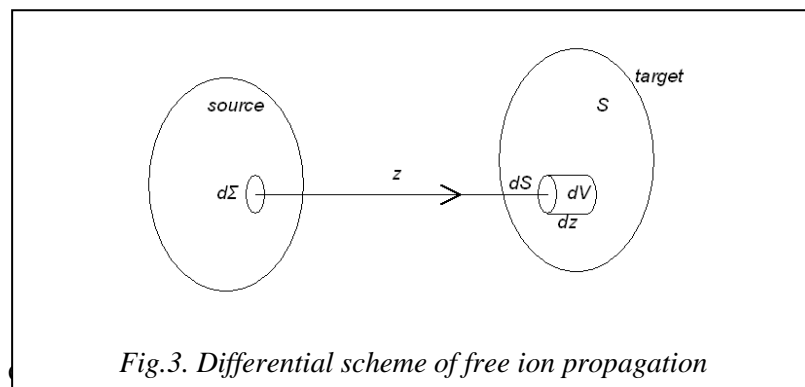 target
source
S
z
dΣ
dS
dV
dz
Fig.3. Differential scheme of free ion propagation